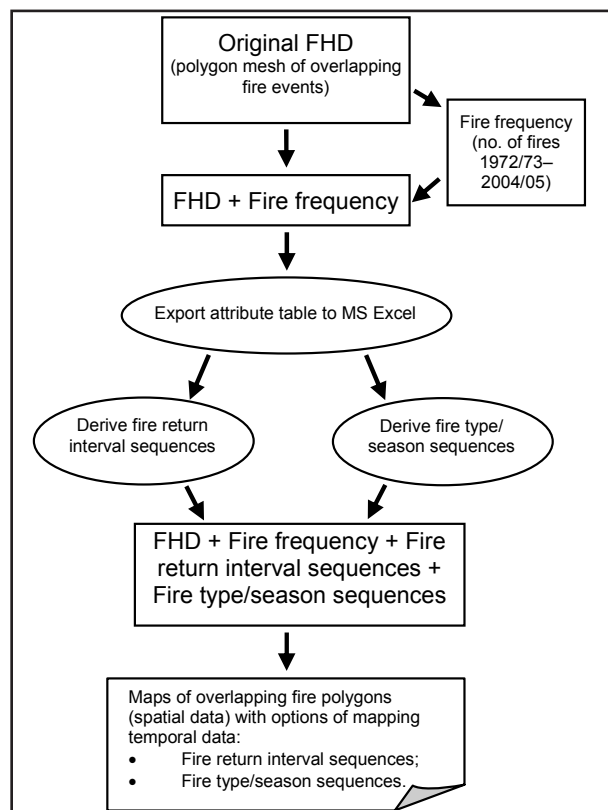 Original FHD
(polygon mesh of overlapping
fire events)
Fire frequency
(no. of fires
1972/73–
2004/05)
FHD + Fire frequency
Export attribute table to MS Excel
Derive fire return
interval sequences
Derive fire type/
season sequences
FHD + Fire frequency + Fire
return interval sequences +
Fire type/season sequences
Maps of overlapping fire polygons
(spatial data) with options of mapping
temporal data:
• Fire return interval sequences;
• Fire type/season sequences.